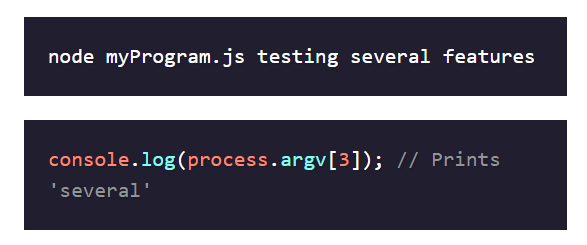 node myProgram.js testing several features
console.log(process.argv[3]); // Prints
'several'